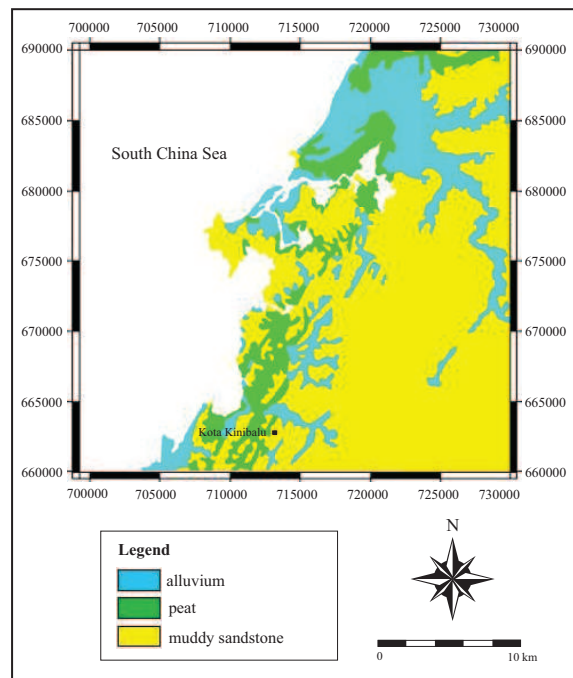 700000 705000 710000 715000 720000 725000 730000
690000 690000
685000 685000
South China Sea
680000 680000
675000 675000
670000 670000
665000 665000
Kota Kinibalu
660000 660000
700000 705000 710000 715000 720000 725000 730000
Legend
alluvium
peat
muddy sandstone
N
0 10 km